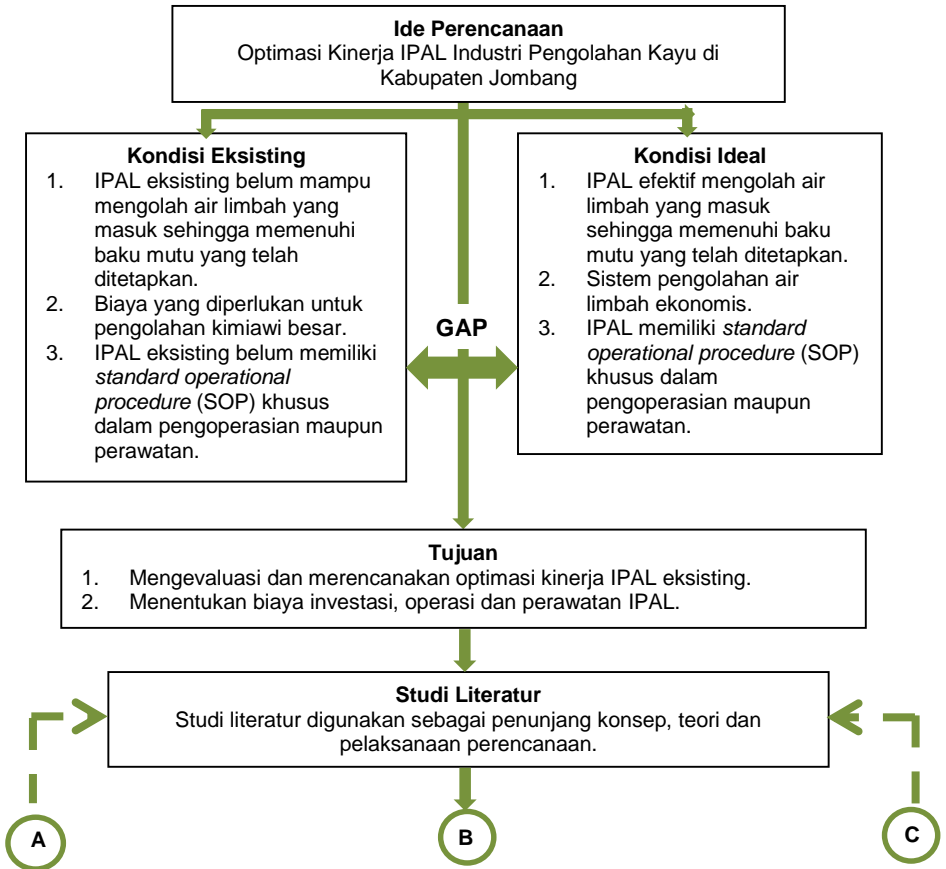 Ide Perencanaan
Optimasi Kinerja IPAL Industri Pengolahan Kayu di
Kabupaten Jombang
Kondisi Eksisting
1. IPAL eksisting belum mampu
mengolah air limbah yang
masuk sehingga memenuhi
baku mutu yang telah
ditetapkan.
2. Biaya yang diperlukan untuk
pengolahan kimiawi besar.
3. IPAL eksisting belum memiliki
standard operational
procedure (SOP) khusus
dalam pengoperasian maupun
perawatan.
GAP
Kondisi Ideal
1. IPAL efektif mengolah air
limbah yang masuk
sehingga memenuhi baku
mutu yang telah ditetapkan.
2. Sistem pengolahan air
limbah ekonomis.
3. IPAL memiliki standard
operational procedure (SOP)
khusus dalam
pengoperasian maupun
perawatan.
Tujuan
1. Mengevaluasi dan merencanakan optimasi kinerja IPAL eksisting.
2. Menentukan biaya investasi, operasi dan perawatan IPAL.
Studi Literatur
Studi literatur digunakan sebagai penunjang konsep, teori dan
pelaksanaan perencanaan.
A
B
C